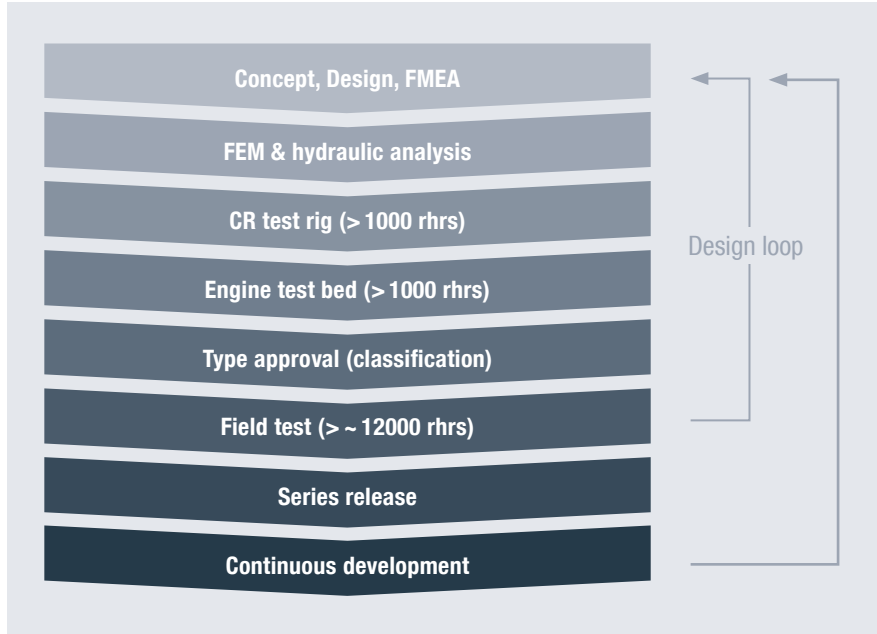 Concept, Design, FMEA
FEM & hydraulic analysis
CR test rig (> 1000 rhrs)
Engine test bed (> 1000 rhrs)
Type approval (classification)
Field test (> ~ 12000 rhrs)
Series release
Continuous development
Design loop